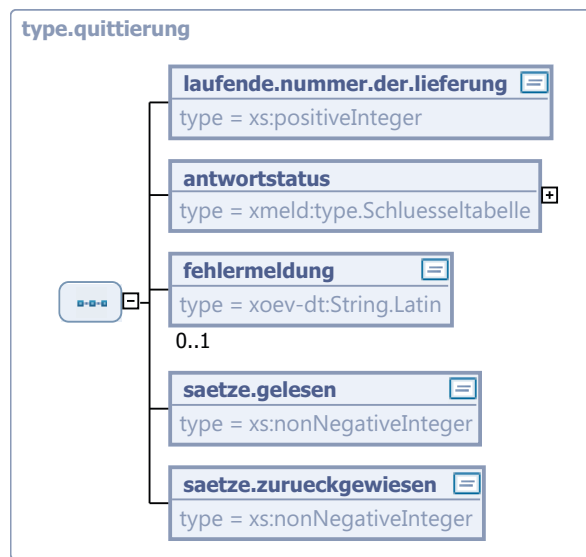 type.quittierung
laufende.nummer.der.lieferung
type = xs:positiveInteger
antwortstatus
type = xmeld:type.Schluesseltabelle
fehlermeldung
type = xoev-dt:String.Latin
0..1
saetze.gelesen
type = xs:nonNegativeInteger
saetze.zurueckgewiesen
type = xs:nonNegativeInteger